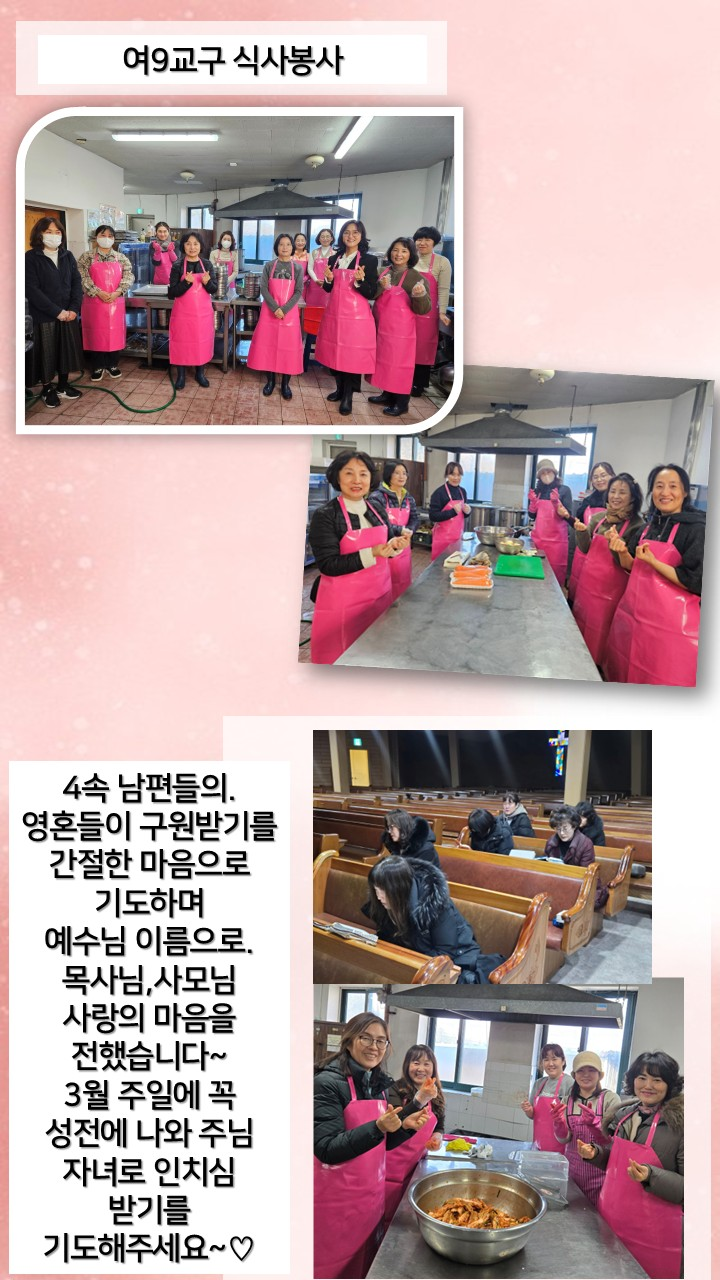 여9교구 식사봉사
4속 남편들의.
영혼들이 구원받기를
간절한 마음으로
기도하며
예수님 이름으로.
목사님,사모님
사랑의 마음을
전했습니다~
3월 주일에 꼭
성전에 나와 주님
자녀로 인치심
받기를
기도해주세요~♡